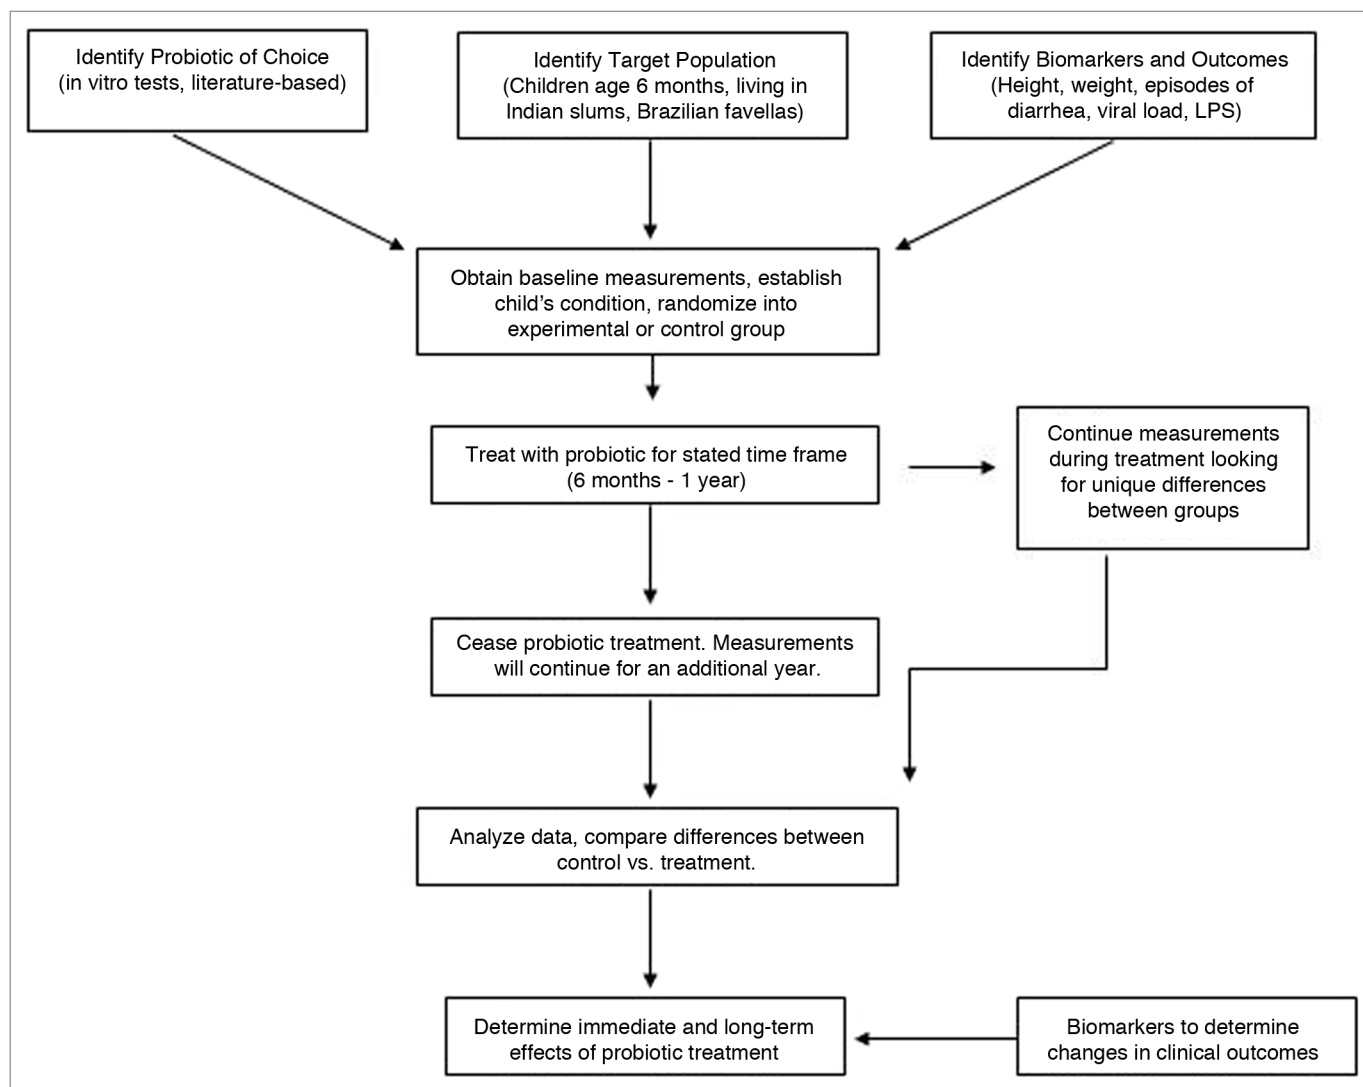 Identify Probiotic of Choice
(in vitro tests, literature-based)
Identify Target Population
(Children age 6 months, living in
Indian slums, Brazilian favellas)
Identify Biomarkers and Outcomes
(Height, weight, episodes of
diarrhea, viral load, LPS)
Obtain baseline measurements, establish
child's condition, randomize into
experimental or control group
Treat with probiotic for stated time frame
(6 months - 1 year)
Continue measurements
during treatment looking
for unique differences
between groups
Cease probiotic treatment. Measurements
will continue for an additional year.
Analyze data, compare differences between
control vs. treatment.
Determine immediate and long-term
effects of probiotic treatment
Biomarkers to determine
changes in clinical outcomes